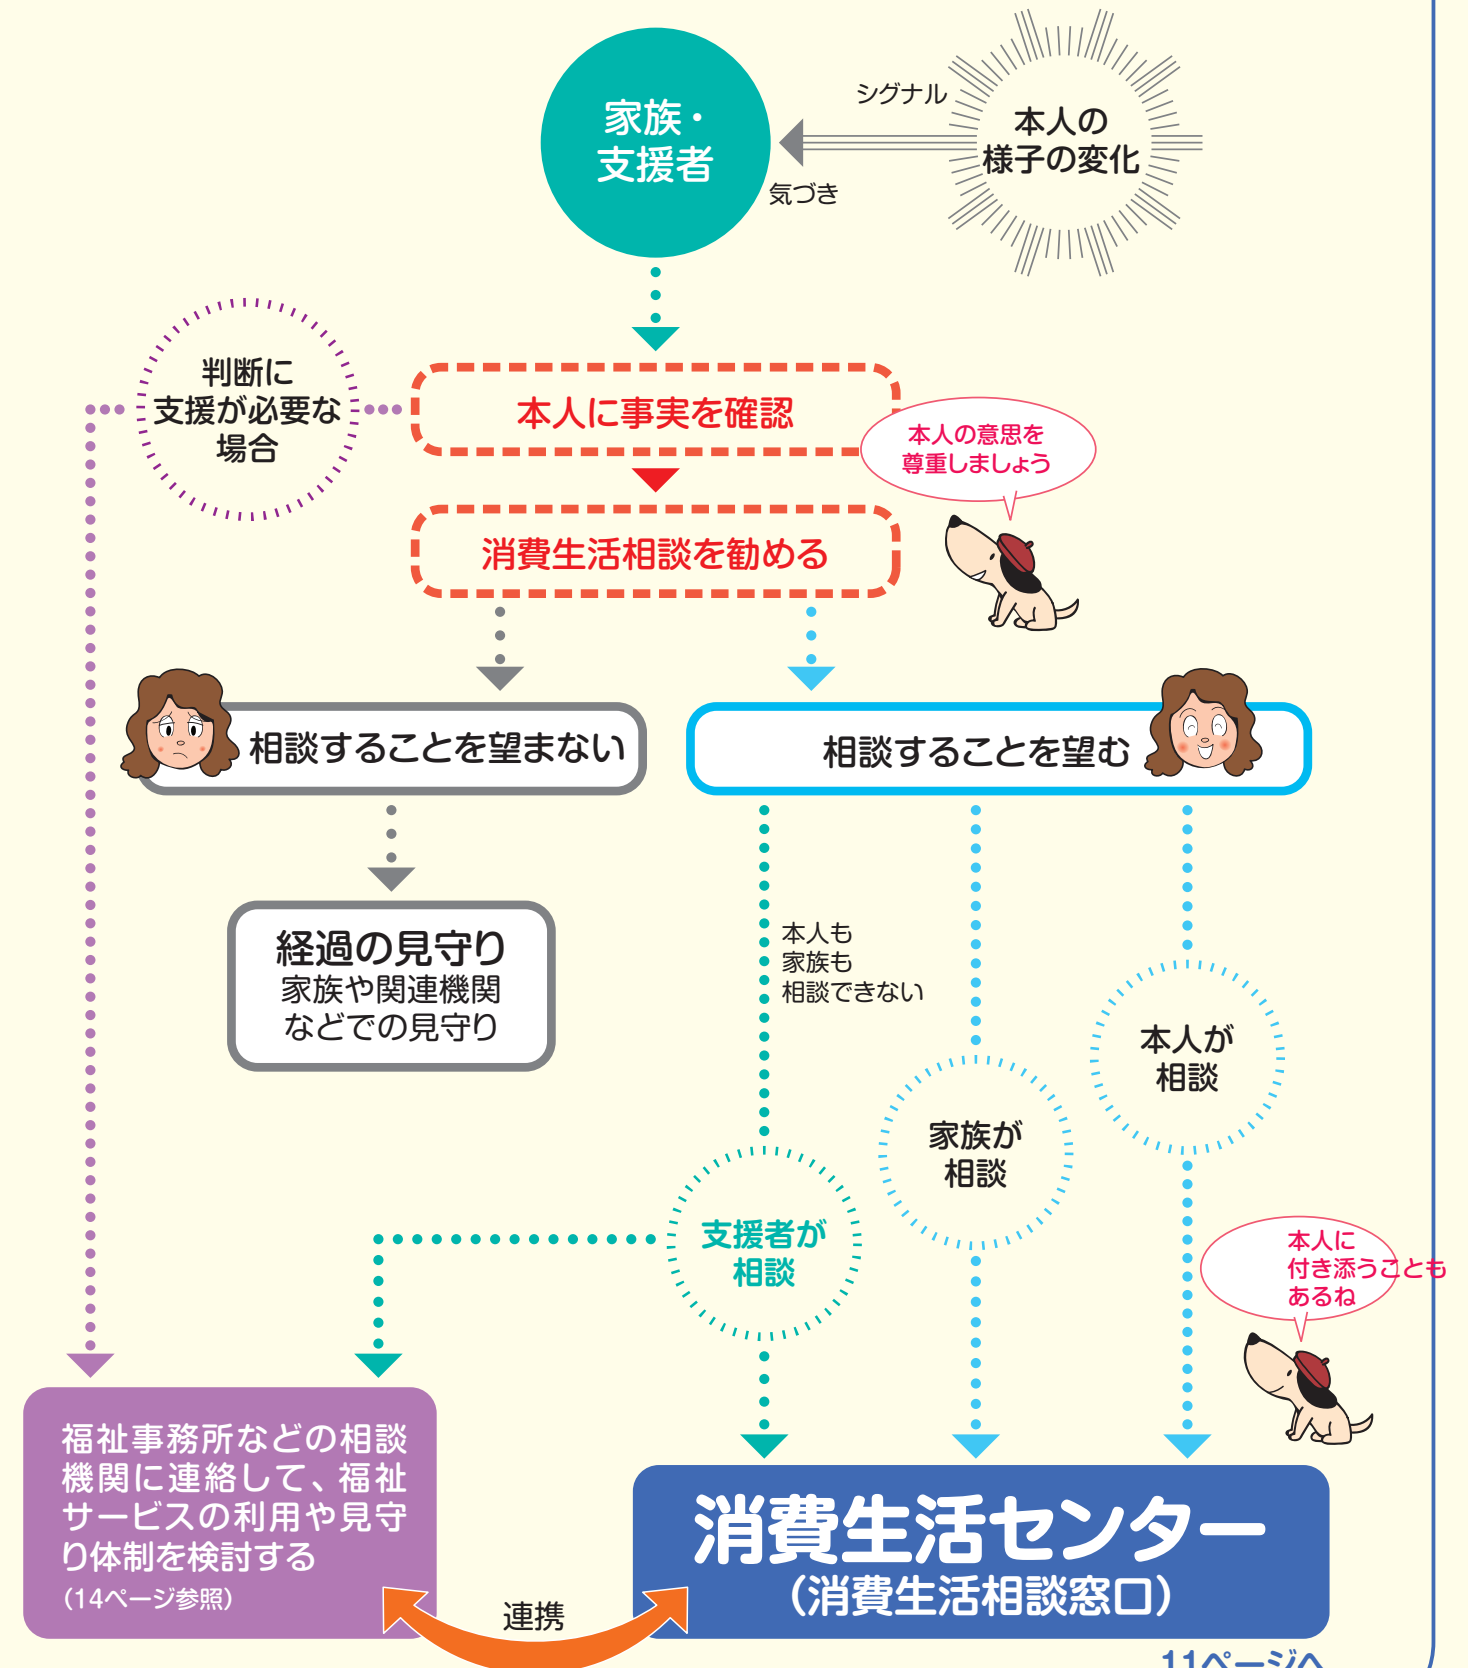 家族・
支援者
シグナル
気づき
本人の
様子の変化
判断に
支援が必要な
場合
本人に事実を確認
本人の意思を
尊重しましょう
消費生活相談を勧める
相談することを望まない
相談することを望む
経過の見守り
家族や関連機関
などでの見守り
本人も
家族も
相談できない
本人が
相談
家族が
相談
支援者が
相談
本人に
付き添うことも
あるね
福祉事務所などの相談
機関に連絡して、福祉
サービスの利用や見守
り体制を検討する
（14ページ参照）
連携
消費生活センター
（消費生活相談窓口）
11ページへ